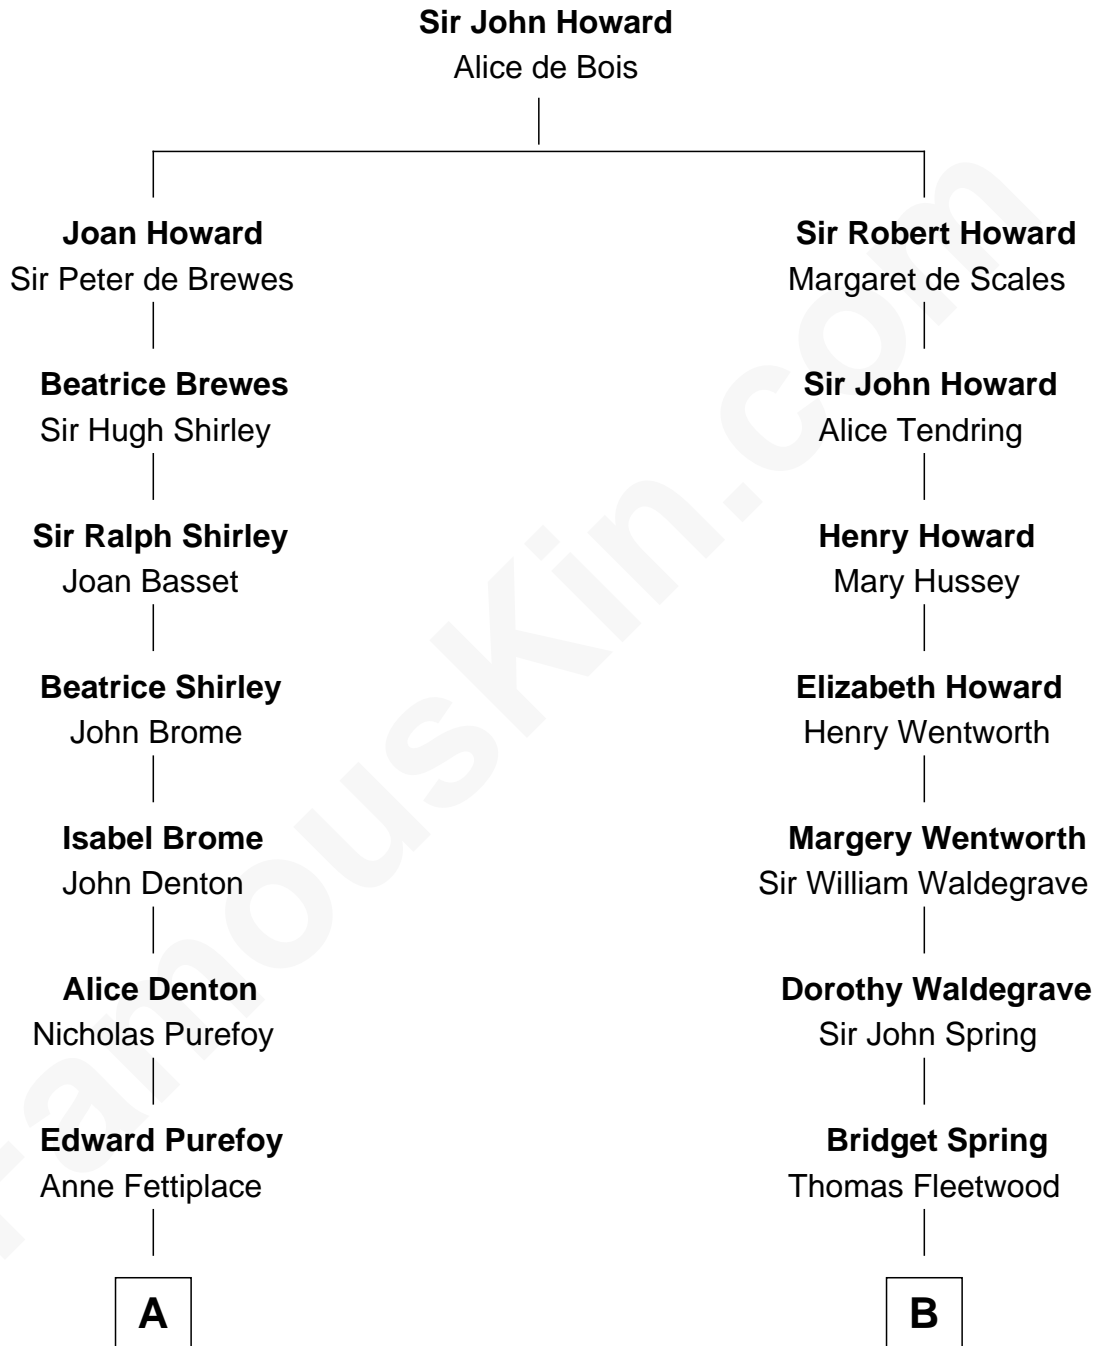 Sir John Howard
Alice de Bois
Joan Howard
Sir Peter de Brewes
Sir Robert Howard
Margaret de Scales
Beatrice Brewes
Sir Hugh Shirley
Sir John Howard
Alice Tendring
Sir Ralph Shirley
Joan Basset
Henry Howard
Mary Hussey
Beatrice Shirley
John Brome
Elizabeth Howard
Henry Wentworth
Isabel Brome
John Denton
Margery Wentworth
Sir William Waldegrave
Alice Denton
Nicholas Purefoy
Dorothy Waldegrave
Sir John Spring
Edward Purefoy
Anne Fettiplace
Bridget Spring
Thomas Fleetwood
A
B
FamousKin.com